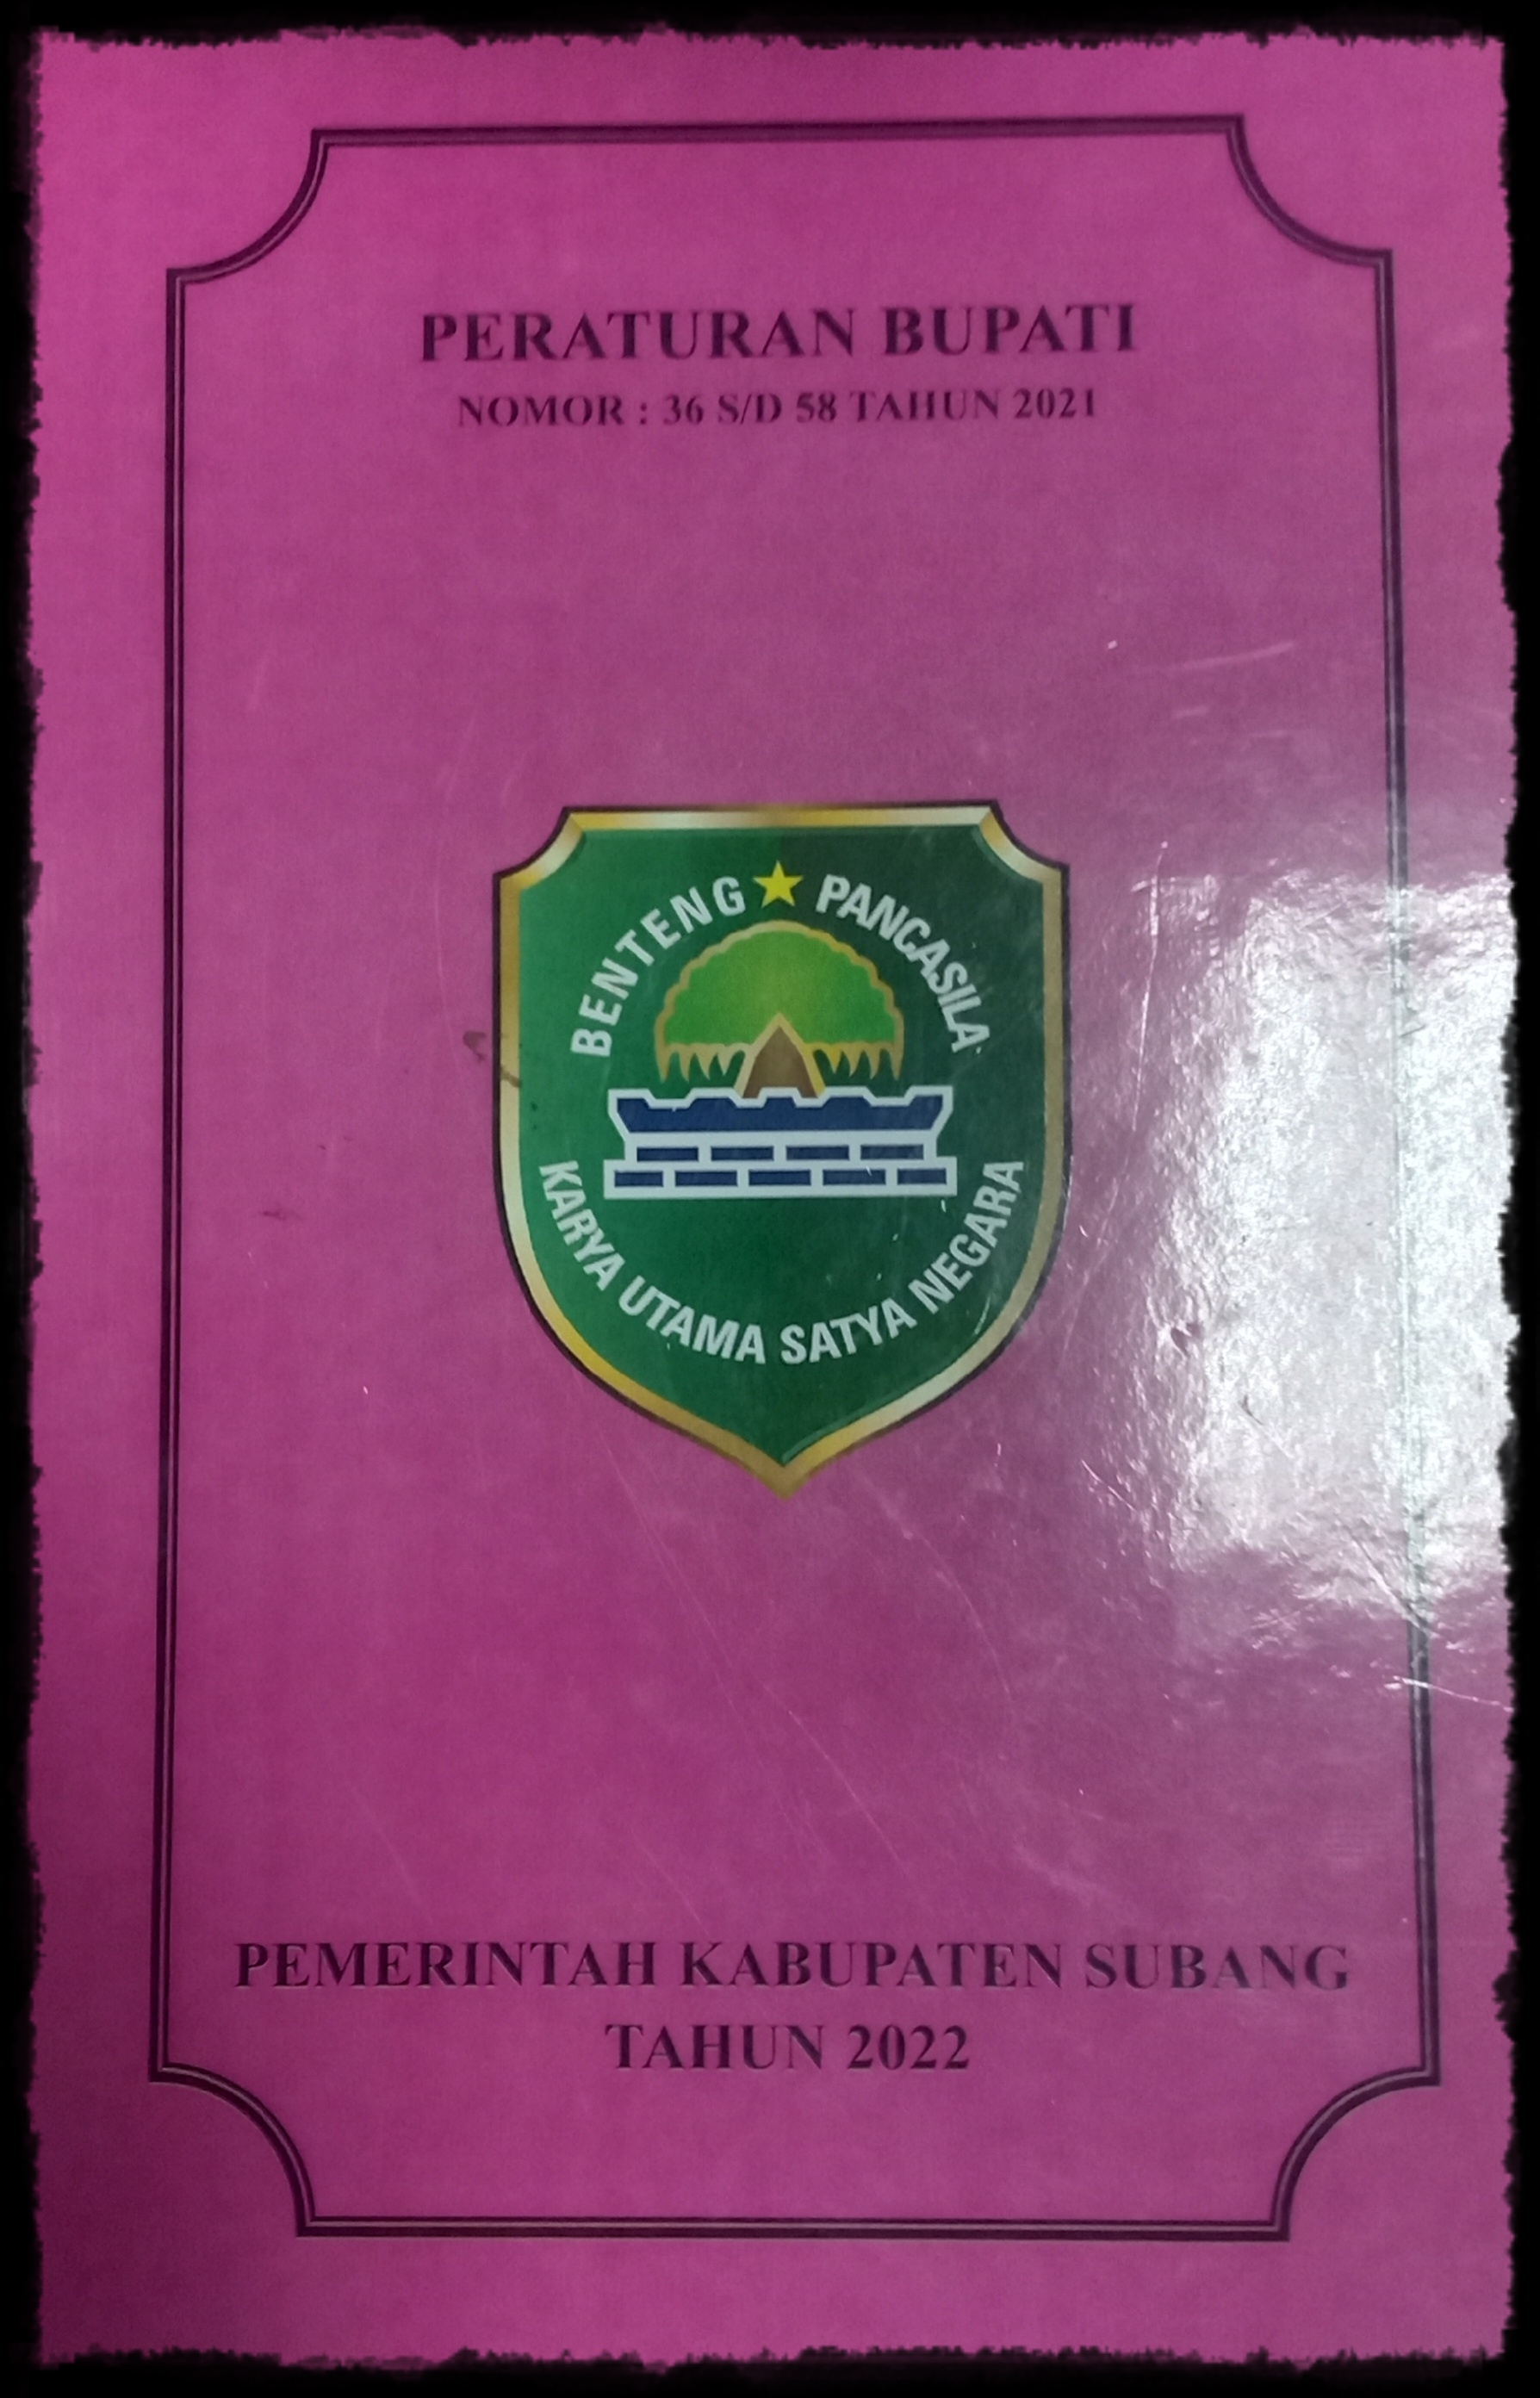 PERATURAN BUPATI
NOMOR : 36 S/D 58 TAHUN 2021
BENTENG PANCASILA
KARYA UTAMA SATYA NEGARA
PEMERINTAH KABUPATEN SUBANG
TAHUN 2022